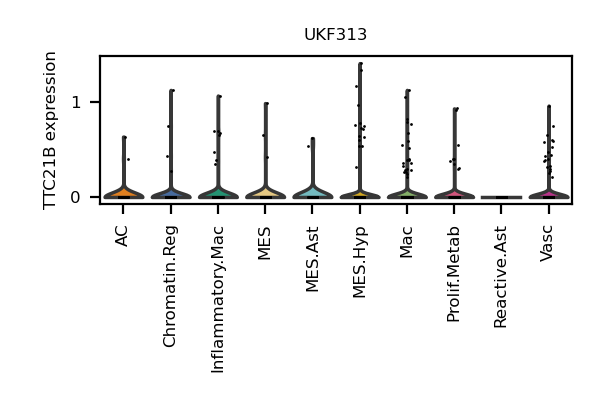 UKF313
TTC21B expression
1
0
AC
Chromatin.Reg
Inflammatory.Mac
MES
MES.Ast
MES.Hyp
Mac
Prolif.Metab
Reactive.Ast
Vasc